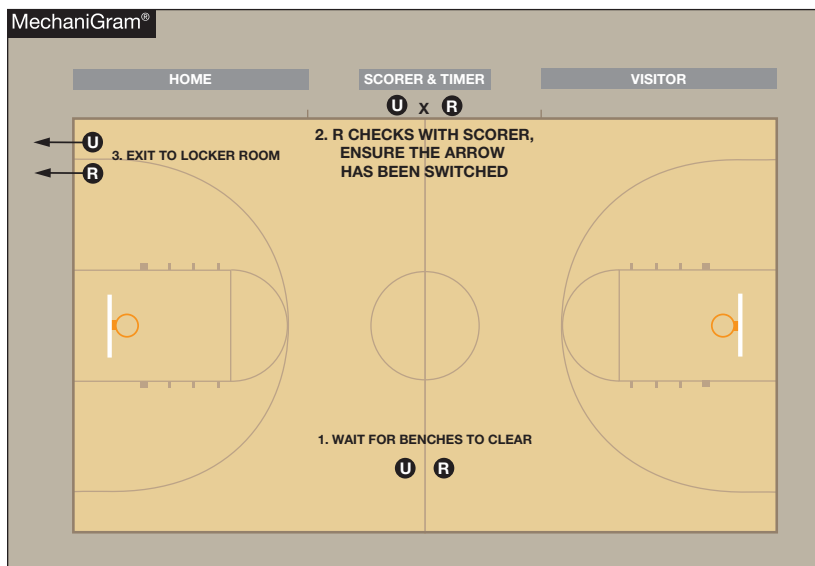 MechaniGram®
HOME
SCORER & TIMER
VISITOR
U x R
2. R CHECKS WITH SCORER,
ENSURE THE ARROW
HAS BEEN SWITCHED
U
3. EXIT TO LOCKER ROOM
R
1. WAIT FOR BENCHES TO CLEAR
U R